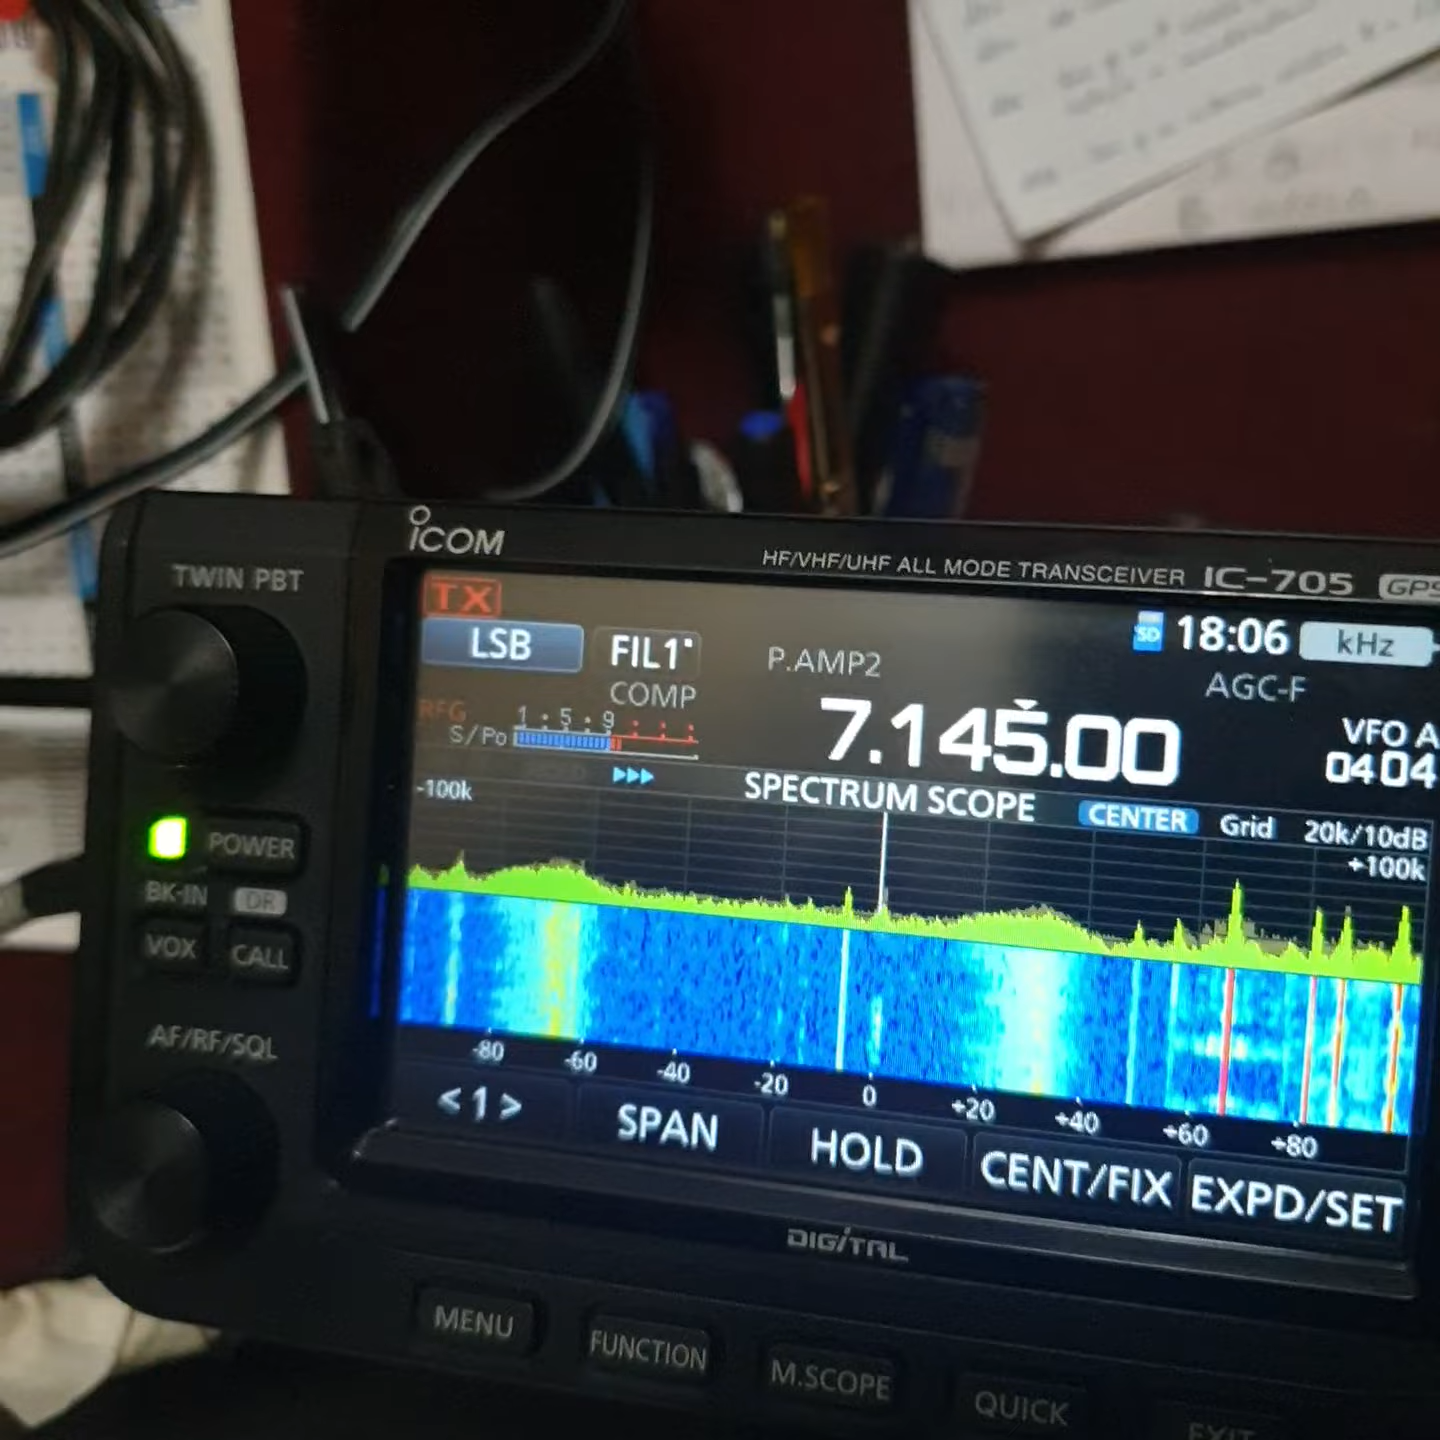 ICOM
TWIN PBT
HF/VHF/UHF ALL MODE TRANSCEIVER IC-705 GPS
TX
SD 18:06 kHz
LSB FIL1 P.AMP2
COMP AGC-F
RFG 1 5 9 7.145.00 VFO A
S/Po 0404
-100k SPECTRUM SCOPE CENTER Grid 20k/10dB
+100k
POWER
BK-IN DR
VOX CALL
AF/RF/SQL
-80 -60 -40 -20 0 +20 +40 +60 +80
<1> SPAN HOLD CENT/FIX EXPD/SET
DIGITAL
MENU FUNCTION M.SCOPE QUICK EXIT